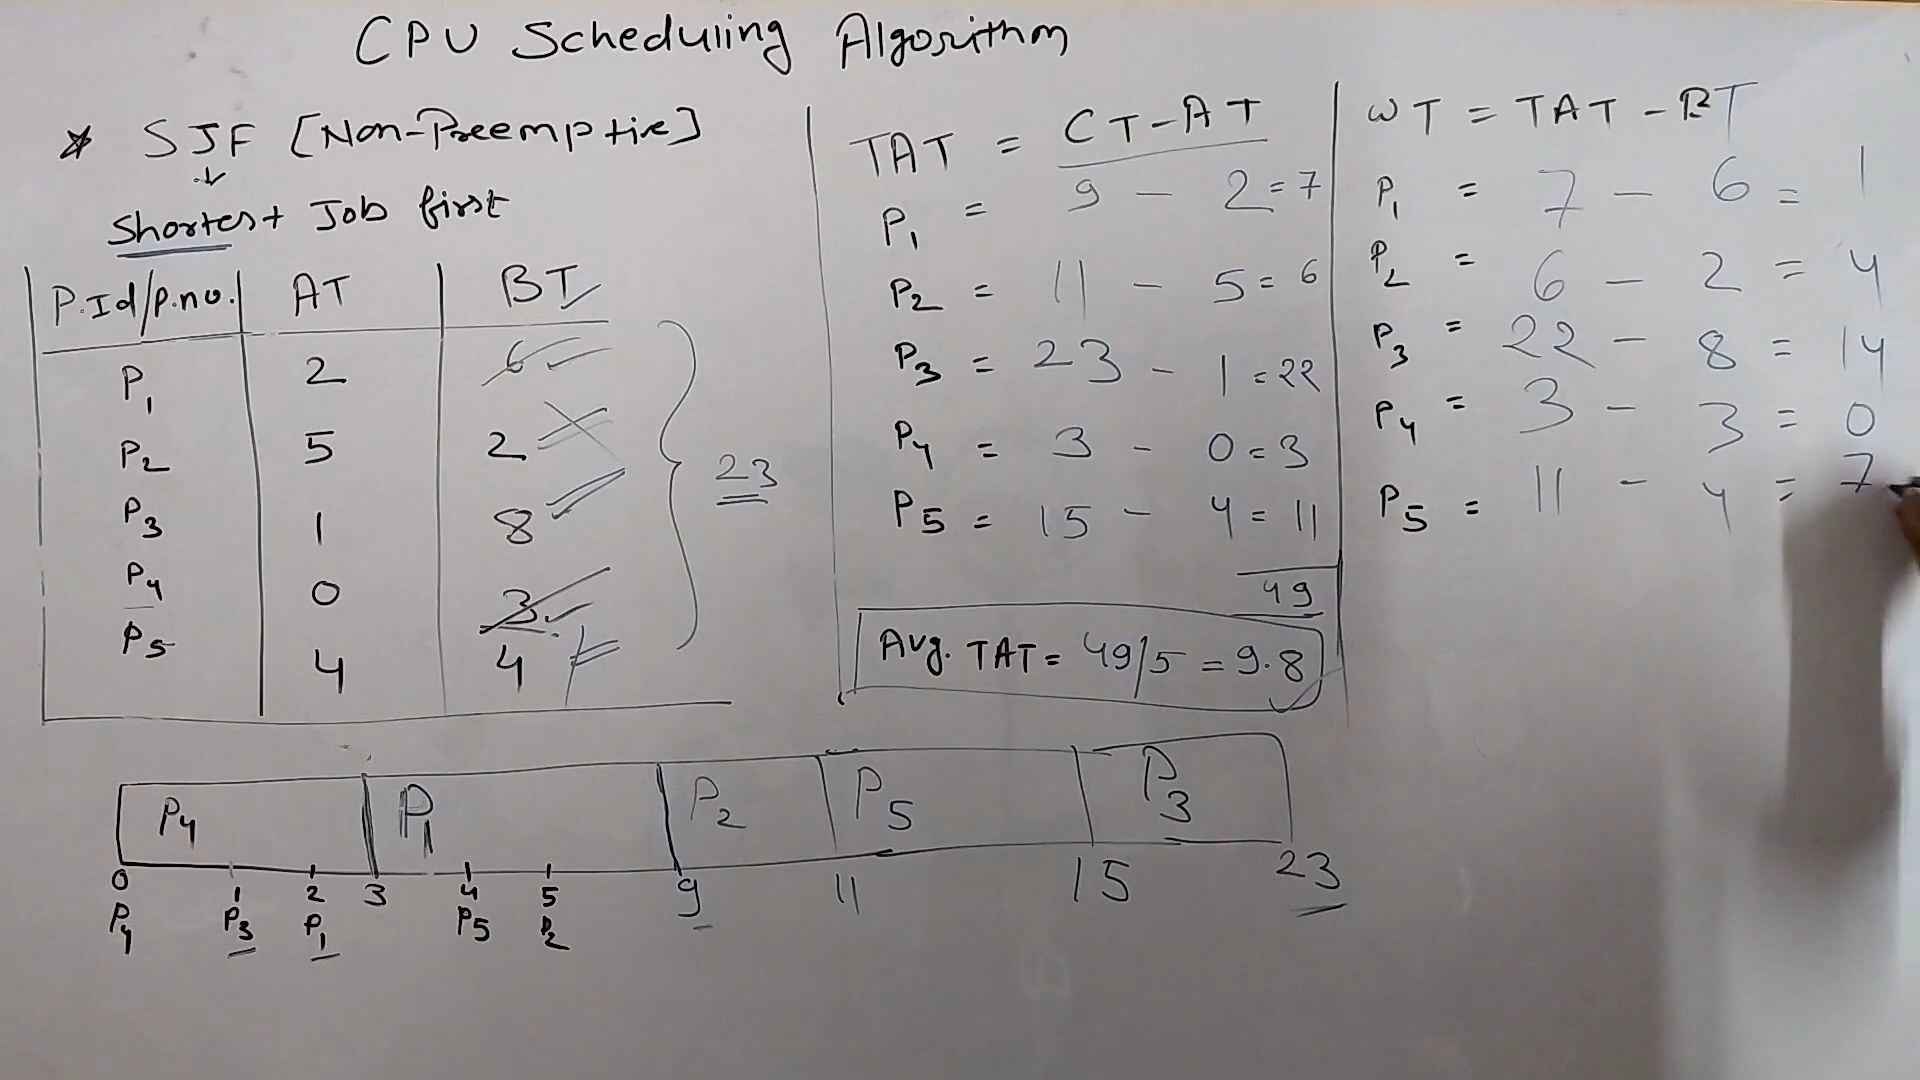 CPU Scheduling Algorithm
* SJF [Non-Preemptive]
Shortest Job first
P.Id/p.no. AT BT
P1 2 6
P2 5 2
P3 1 8
P4 0 3
P5 4 4
23
TAT = CT-AT
P1 = 9 - 2 = 7
P2 = 11 - 5 = 6
P3 = 23 - 1 = 22
P4 = 3 - 0 = 3
P5 = 15 - 4 = 11
49
Avg. TAT = 49/5 = 9.8
WT = TAT - BT
P1 = 7 - 6 = 1
P2 = 6 - 2 = 4
P3 = 22 - 8 = 14
P4 = 3 - 3 = 0
P5 = 11 - 4 = 7
P4 P1 P2 P5 P3
0 1 2 3 4 5 9 11 15 23
P4 P3 P1 P5 P2